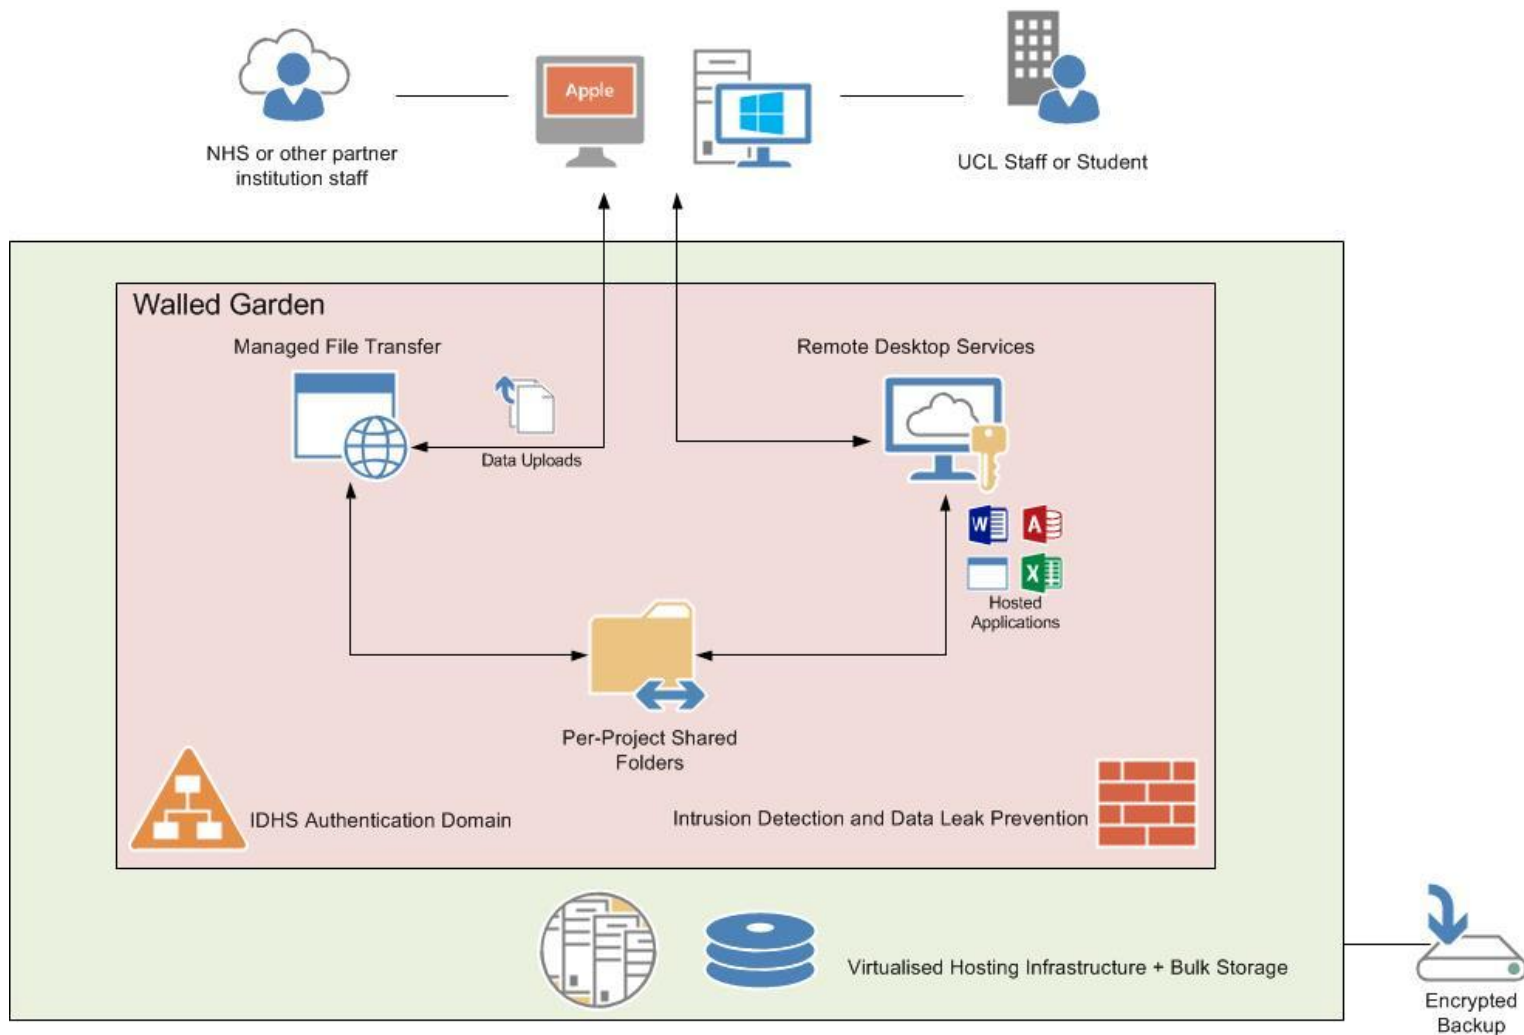 Apple
NHS or other partner
institution staff
UCL Staff or Student
Walled Garden
Managed File Transfer
Remote Desktop Services
Data Uploads
W
A
X
Hosted
Applications
Per-Project Shared
Folders
IDHS Authentication Domain
Intrusion Detection and Data Leak Prevention
Virtualised Hosting Infrastructure + Bulk Storage
Encrypted
Backup